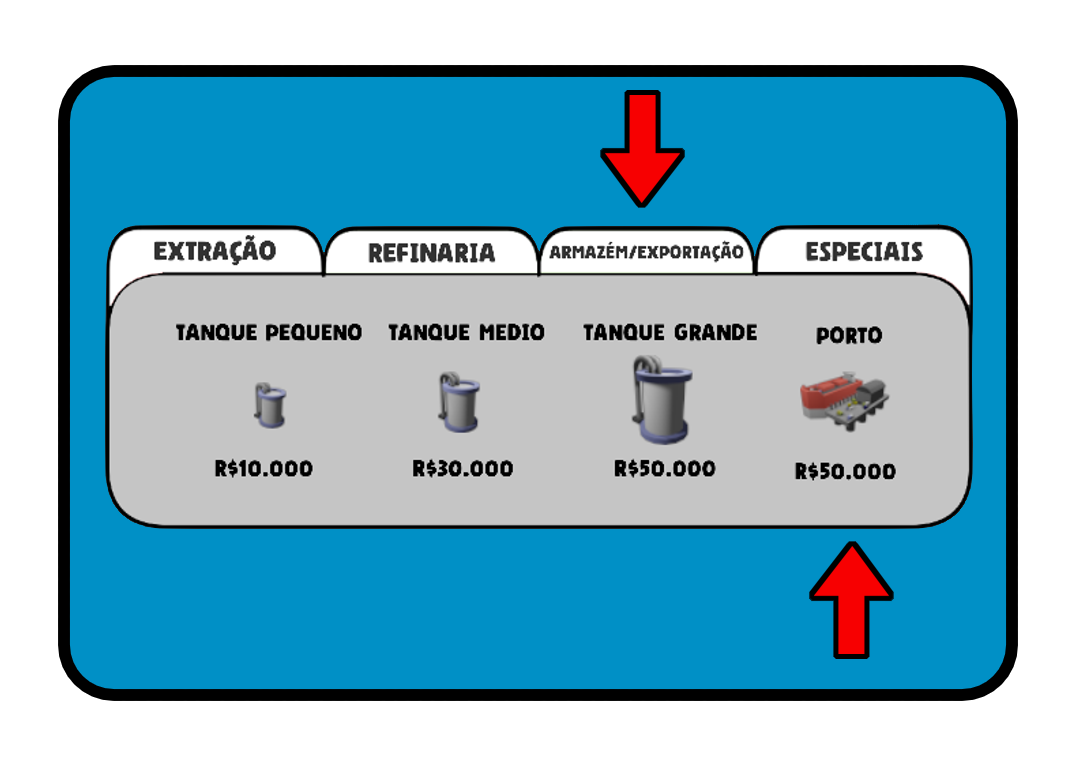 EXTRAÇÃO REFINARIA ARMAZÉM/EXPORTAÇÃO ESPECIAIS
TANQUE PEQUENO TANQUE MEDIO TANQUE GRANDE PORTO
R$10.000 R$30.000 R$50.000 R$50.000